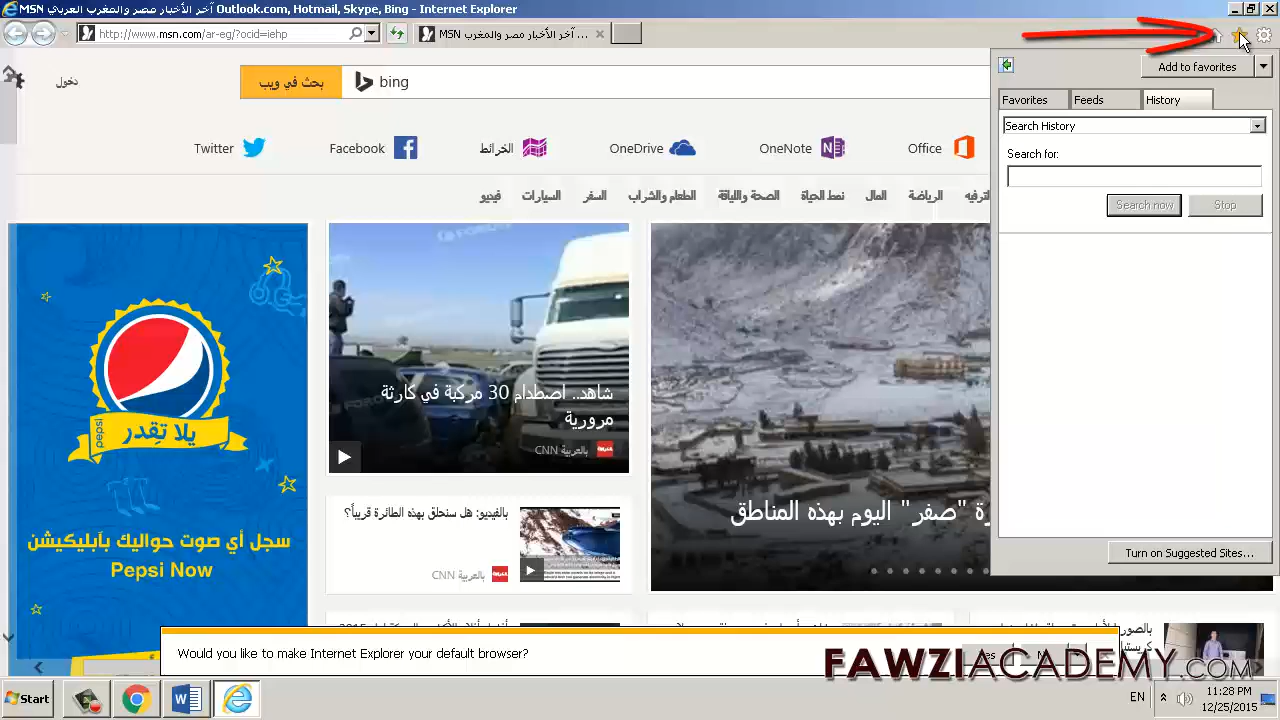 MSN آخر الأخبار مصر والمغرب العربي Outlook.com, Hotmail, Skype, Bing - Internet Explorer
http://www.msn.com/ar-eg/?ocid=iehp
MSN آخر الأخبار مصر والمغرب ...
Add to favorites
دخول
بحث في ويب
bing
Favorites
Feeds
History
Search History
Search for:
Search now
Stop
Twitter
Facebook
الخرائط
OneDrive
OneNote
Office
الترفيه
الرياضة
المال
نمط الحياة
الصحة واللياقة
الطعام والشراب
السفر
السيارات
فيديو
pepsi
يلا تقدر
سجل أي صوت حواليك بآبليكيشن
Pepsi Now
شاهد.. اصطدام 30 مركبة في كارثة
مرورية
CNN بالعربية
بالفيديو: هل سنحلق بهذه الطائرة قريباً؟
CNN بالعربية
"صفر" اليوم بهذه المناطق
Turn on Suggested Sites...
Would you like to make Internet Explorer your default browser?
FAWZIACADEMY.COM
Start
EN
11:28 PM
12/25/2015